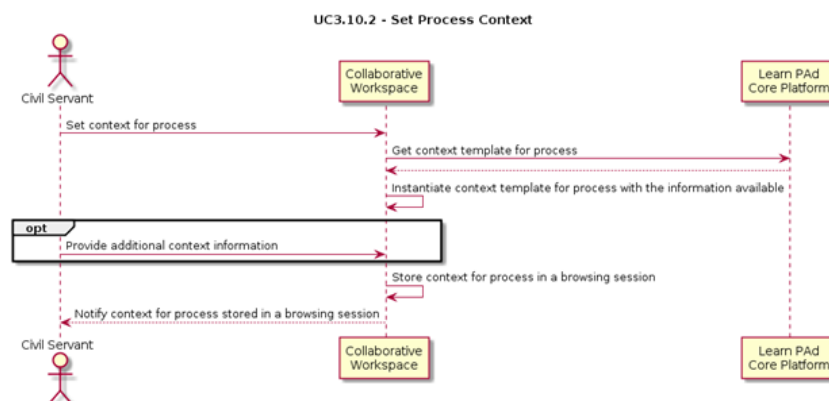 UC3.10.2 - Set Process Context
Civil Servant
Collaborative
Workspace
Learn PAd
Core Platform
Set context for process
Get context template for process
Instantiate context template for process with the information available
opt
Provide additional context information
Store context for process in a browsing session
Notify context for process stored in a browsing session
Civil Servant
Collaborative
Workspace
Learn PAd
Core Platform